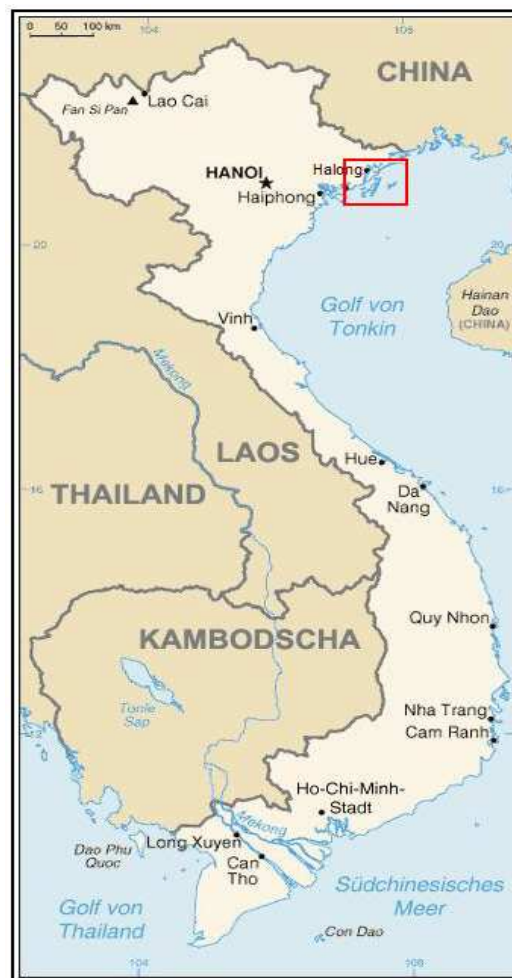 0 50 100 km
104
108
CHINA
Fan Si Pan
Lao Cai
HANOI
Halong
Haiphong
20
20
Golf von
Tonkin
Hainan
Dao
(CHINA)
Vinh
Mekong
LAOS
Hue
THAILAND
16
16
Da
Nang
KAMBODSCHA
Quy Nhon
Tonle
Sap
Nha Trang
12
Cam Ranh
Ho-Chi-Minh-
Stadt
Mekong
Long Xuyen
Dao Phu
Quoc
Can
Tho
Südchinesisches
Meer
Golf von
Thailand
Con Dao
104
108